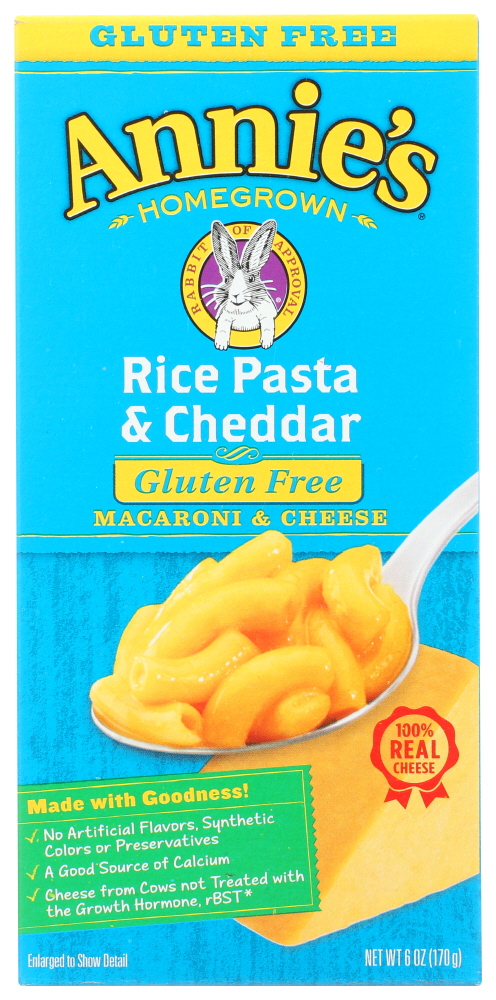 GLUTEN FREE
Annie's
HOMEGROWN
®
RABBIT OF APPROVAL
Rice Pasta
& Cheddar
Gluten Free
MACARONI & CHEESE
100%
REAL
CHEESE
Made with Goodness!
✓ No Artificial Flavors, Synthetic
Colors or Preservatives
✓ A Good Source of Calcium
✓ Cheese from Cows not Treated with
the Growth Hormone, rBST*
Enlarged to Show Detail
NET WT 6 OZ (170 g)